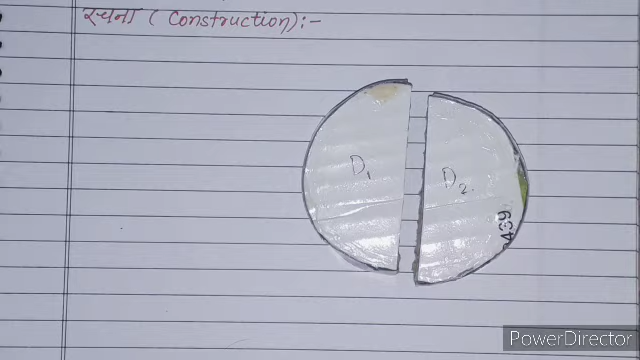 रचना (Construction):-
D₁
D₂.
439
PowerDirector